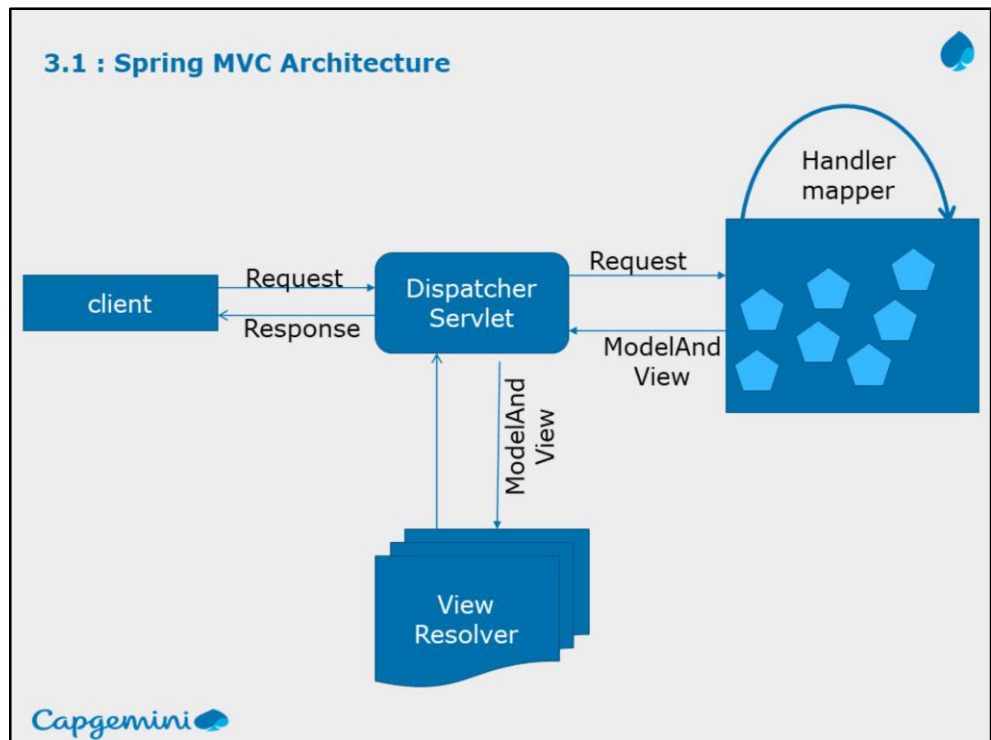 3.1 : Spring MVC Architecture
Handler
mapper
client
Request
Response
Dispatcher
Servlet
Request
ModelAnd
View
ModelAnd
View
View
Resolver
Capgemini